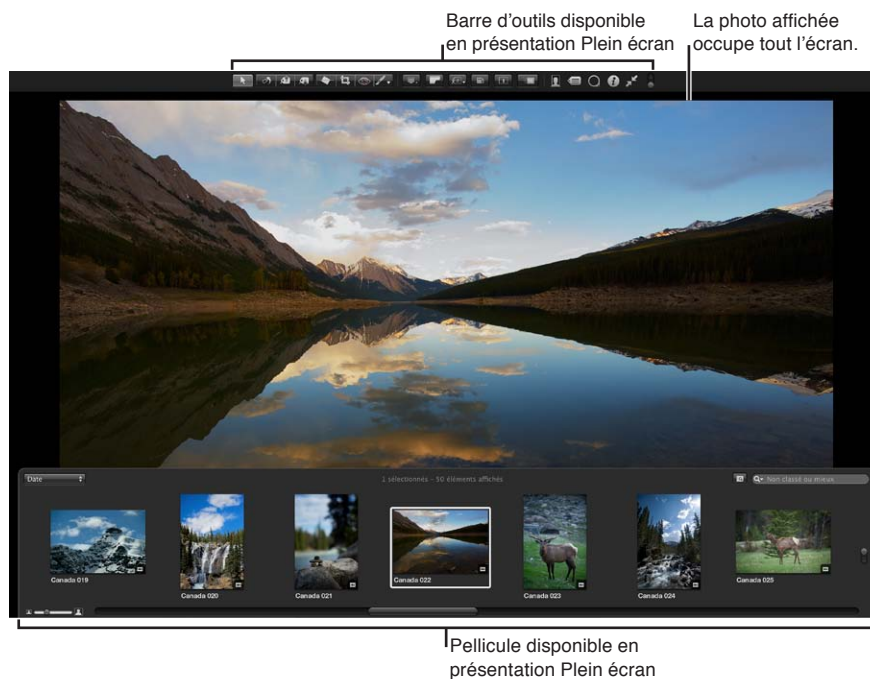 Barre d’outils disponible
en présentation Plein écran
La photo affichée
occupe tout l’écran.
Date
1 sélectionnés - 50 éléments affichés
Non classé ou mieux
Canada 019
Canada 020
Canada 021
Canada 022
Canada 023
Canada 024
Canada 025
Pellicule disponible en
présentation Plein écran